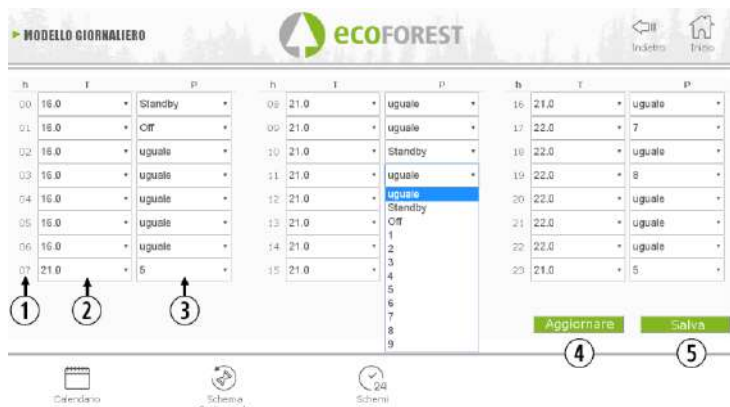 MODELLO GIORNALIERO
ecoFOREST
Indietro
Inicio
h T P
00 16.0 Standby
01 16.0 Off
02 16.0 uguale
03 16.0 uguale
04 16.0 uguale
05 16.0 uguale
06 16.0 uguale
07 21.0 5
1
2
3
h T P
08 21.0 uguale
09 21.0 uguale
10 21.0 Standby
11 21.0 uguale
12 21.0
13 21.0
14 21.0
15 21.0
uguale
Standby
Off
1
2
3
4
5
6
7
8
9
h T P
16 21.0 uguale
17 22.0 7
18 22.0 uguale
19 22.0 8
20 22.0 uguale
21 22.0 uguale
22 22.0 uguale
23 21.0 5
Aggiornare
Salva
4
5
Calendario
Schema
24
Schemi